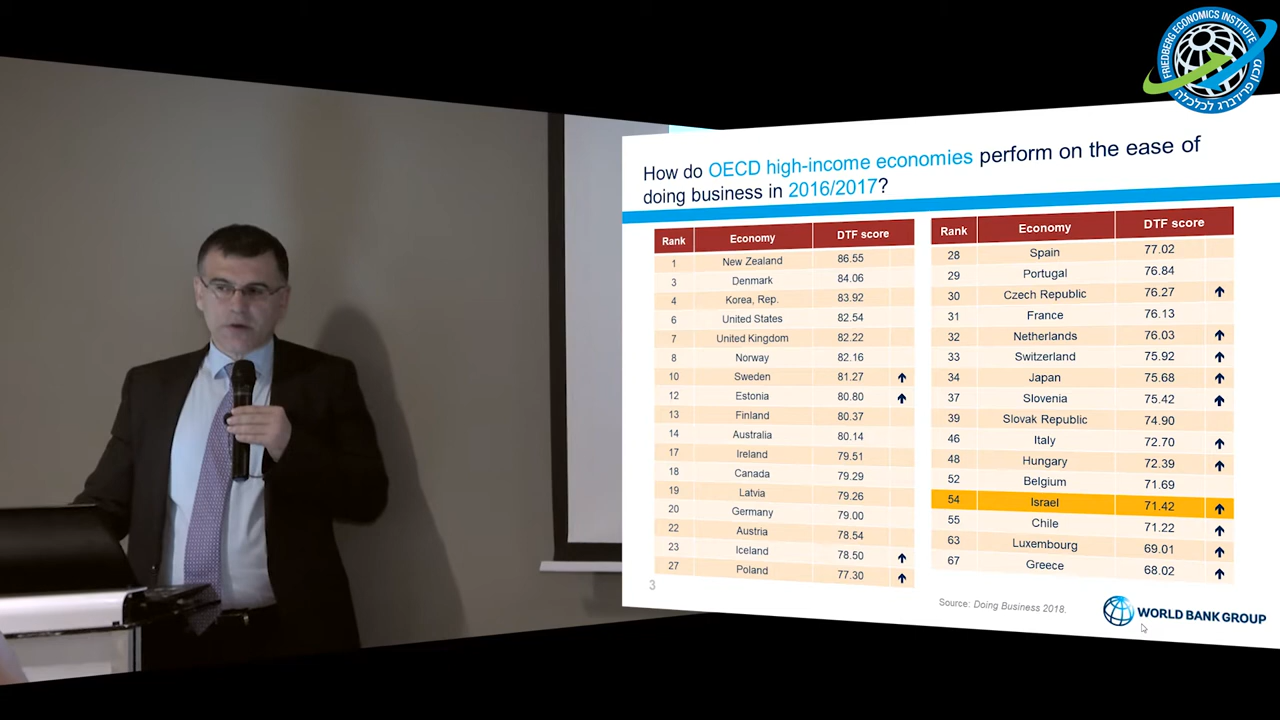 FRIEDBERG ECONOMICS INSTITUTE
מכון פרידברג לכלכלה
How do OECD high-income economies perform on the ease of
doing business in 2016/2017?
Rank Economy DTF score
1 New Zealand 86.55
3 Denmark 84.06
4 Korea, Rep. 83.92
6 United States 82.54
7 United Kingdom 82.22
8 Norway 82.16
10 Sweden 81.27 ↑
12 Estonia 80.80 ↑
13 Finland 80.37
14 Australia 80.14
17 Ireland 79.51
18 Canada 79.29
19 Latvia 79.26
20 Germany 79.00
22 Austria 78.54
23 Iceland 78.50 ↑
27 Poland 77.30 ↑
Rank Economy DTF score
28 Spain 77.02
29 Portugal 76.84
30 Czech Republic 76.27 ↑
31 France 76.13
32 Netherlands 76.03 ↑
33 Switzerland 75.92 ↑
34 Japan 75.68 ↑
37 Slovenia 75.42 ↑
39 Slovak Republic 74.90
46 Italy 72.70 ↑
48 Hungary 72.39 ↑
52 Belgium 71.69
54 Israel 71.42 ↑
55 Chile 71.22 ↑
63 Luxembourg 69.01 ↑
67 Greece 68.02 ↑
3
Source: Doing Business 2018.
WORLD BANK GROUP